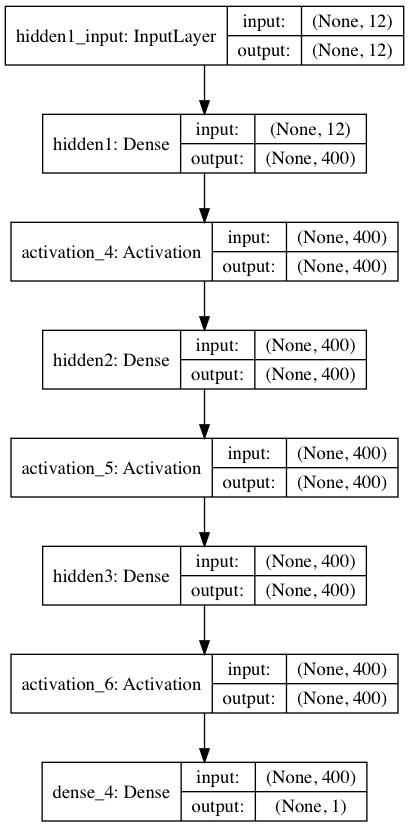 hidden1_input: InputLayer
input: (None, 12)
output: (None, 12)
hidden1: Dense
input: (None, 12)
output: (None, 400)
activation_4: Activation
input: (None, 400)
output: (None, 400)
hidden2: Dense
input: (None, 400)
output: (None, 400)
activation_5: Activation
input: (None, 400)
output: (None, 400)
hidden3: Dense
input: (None, 400)
output: (None, 400)
activation_6: Activation
input: (None, 400)
output: (None, 400)
dense_4: Dense
input: (None, 400)
output: (None, 1)